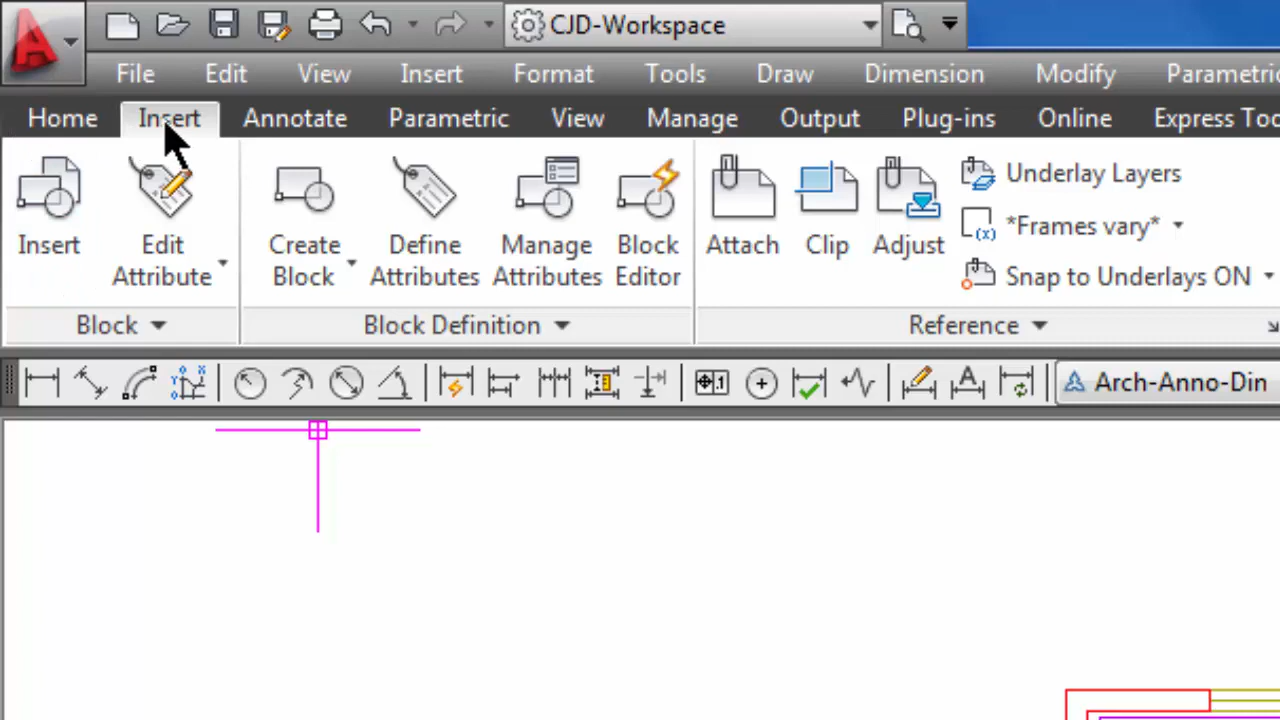 CJD-Workspace
File Edit View Insert Format Tools Draw Dimension Modify Parametric
Home Insert Annotate Parametric View Manage Output Plug-ins Online Express Too
Insert
Edit
Attribute
Create
Block
Define
Attributes
Manage
Attributes
Block
Editor
Attach
Clip
Adjust
Underlay Layers
*Frames vary*
Snap to Underlays ON
Block
Block Definition
Reference
Arch-Anno-Din